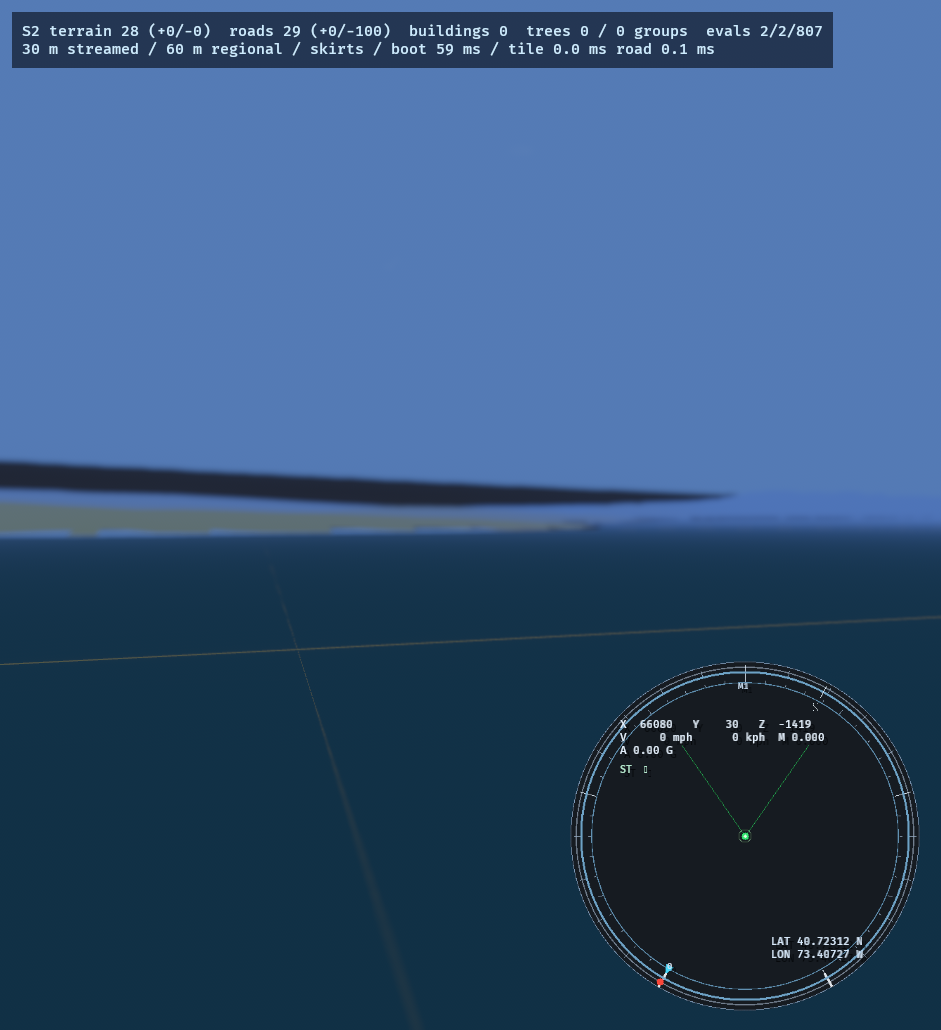 S2 terrain 28 (+0/-0)  roads 29 (+0/-100)  buildings 0  trees 0 / 0 groups  evals 2/2/807
30 m streamed / 60 m regional / skirts / boot 59 ms / tile 0.0 ms road 0.1 ms
X 66080 Y 30 Z -1419
V 0 mph 0 kph M 0.000
A 0.00 G
ST
LAT 40.72312 N
LON 73.40727 W